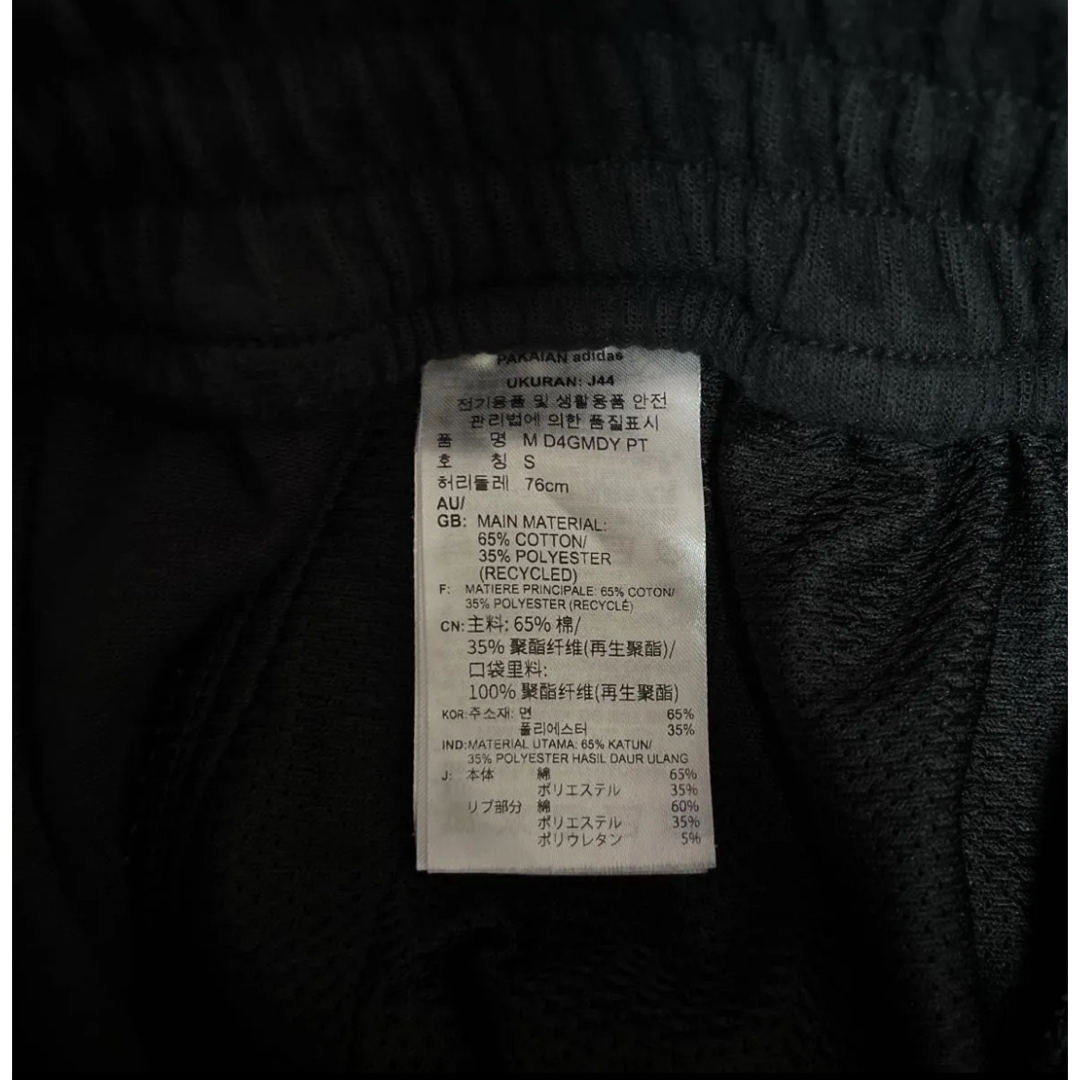 PAKAIAN adidas
UKURAN: J44
전기용품 및 생활용품 안전
관리법에 의한 품질표시
품 명 M D4GMDY PT
호 칭 S
허리둘레 76cm
AU/
GB: MAIN MATERIAL:
65% COTTON/
35% POLYESTER
(RECYCLED)
F: MATIERE PRINCIPALE: 65% COTON/
35% POLYESTER (RECYCLÉ)
CN: 主料: 65% 棉/
35% 聚酯纤维(再生聚酯)/
口袋里料:
100% 聚酯纤维(再生聚酯)
KOR: 주소재: 면 65%
폴리에스터 35%
IND: MATERIAL UTAMA: 65% KATUN/
35% POLYESTER HASIL DAUR ULANG
J: 本体 綿 65%
ポリエステル 35%
リブ部分 綿 60%
ポリエステル 35%
ポリウレタン 5%